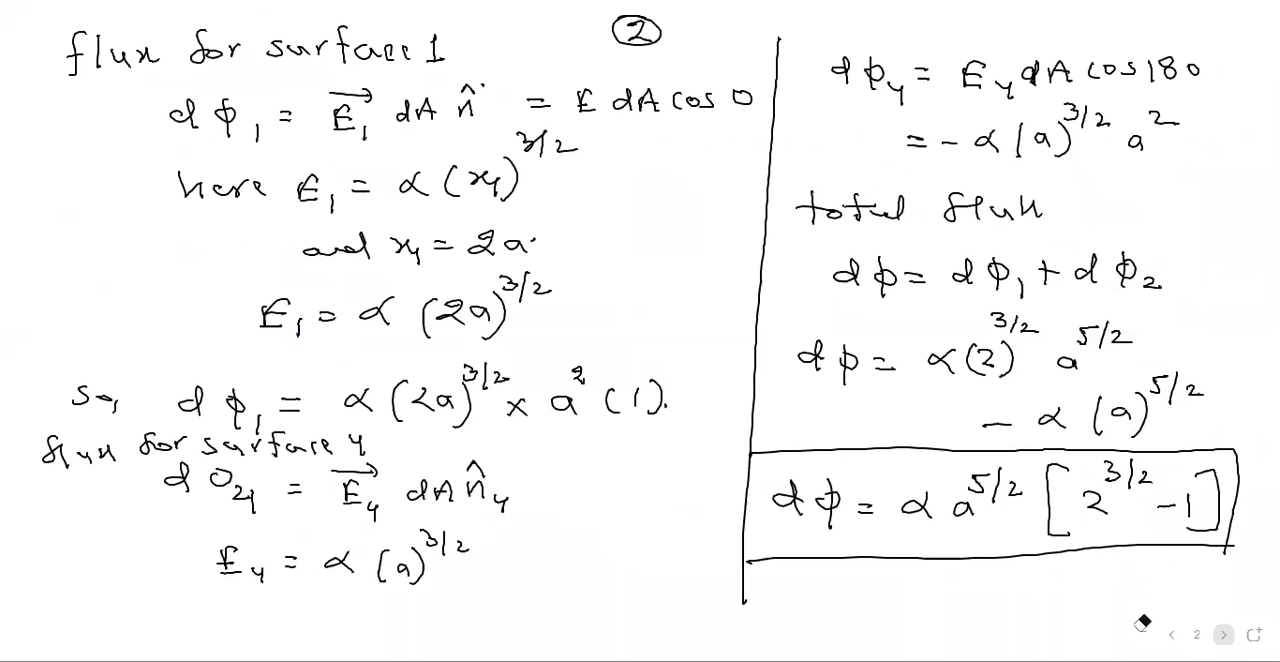 ②
flux for surface 1
dϕ₁ = E⃗₁ dA n̂ = E dA cos 0
here E₁ = α (x₁)^3/2
and x₁ = 2a
E₁ = α (2a)^3/2
So, dϕ₁ = α (2a)^3/2 × a² (1).
flux for surface 4
dϕ₄ = E⃗₄ dA n̂₄
E₄ = α (a)^3/2
dϕ₄ = E₄ dA cos 180
= - α (a)^3/2 a²
total flux
dϕ = dϕ₁ + dϕ₂
dϕ = α(2)^3/2 a^5/2
- α (a)^5/2
dϕ = α a^5/2 [2^3/2 - 1]
2